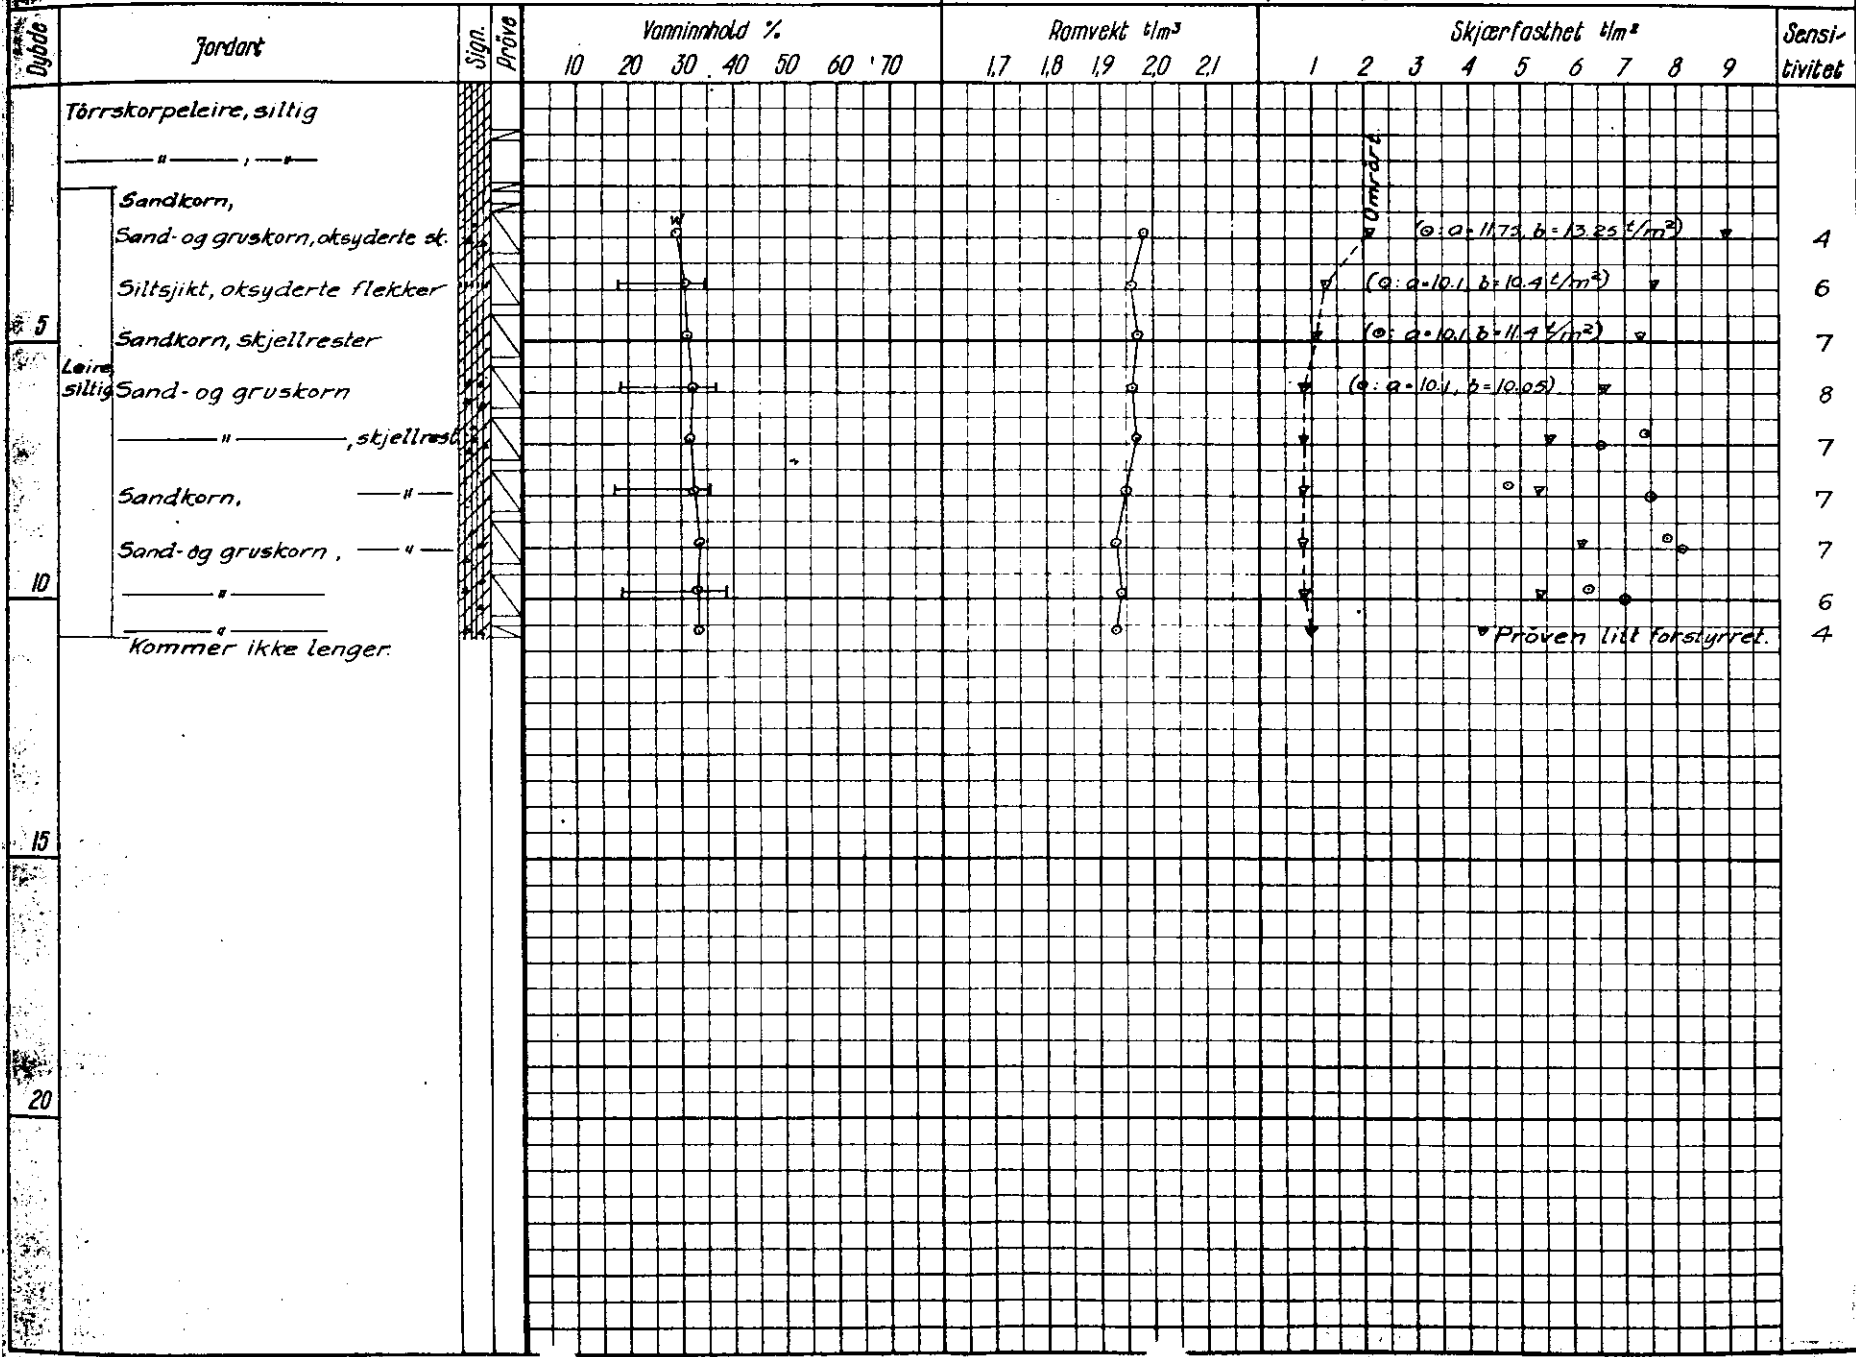 Dybde Jordart Sign. Pröve Vanninnhold % Romvekt t/m³ Skjærfasthet t/m² Sensi-
tivitet
10 20 30 40 50 60 70 1,7 1,8 1,9 2,0 2,1 1 2 3 4 5 6 7 8 9
Törrskorpeleire, siltig
— " — , — " —
Omrört
Sandkorn,
w
Sand- og gruskorn, oksyderte sk. (⊙: a = 11.75, b = 13.25 t/m²) 4
Siltsjikt, oksyderte flekker (⊙: a = 10.1 b = 10.4 t/m²) 6
5 Sandkorn, skjellrester (⊙: a = 10.1 b = 11.4 t/m²) 7
Leire
siltig Sand- og gruskorn (⊙: a = 10.1, b = 10.05) 8
— " — , skjellrest 7
Sandkorn, — " — 7
Sand- og gruskorn, — " — 7
10 — " — 6
— " — Pröven litt forstyrret. 4
Kommer ikke lenger.
15
20